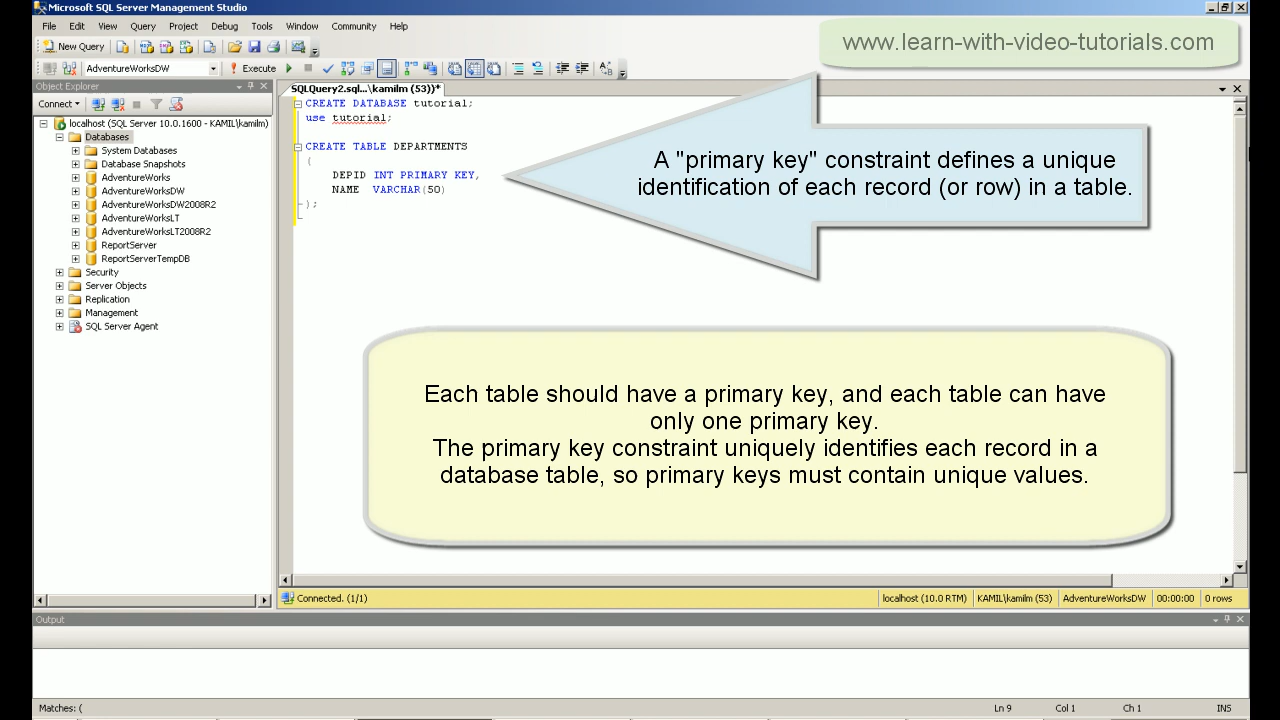 Microsoft SQL Server Management Studio
File Edit View Query Project Debug Tools Window Community Help
New Query
www.learn-with-video-tutorials.com
AdventureWorksDW Execute
Object Explorer
SQLQuery2.sql...\kamilm (53))*
Connect
localhost (SQL Server 10.0.1600 - KAMIL\kamilm)
Databases
System Databases
Database Snapshots
AdventureWorks
AdventureWorksDW
AdventureWorksDW2008R2
AdventureWorksLT
AdventureWorksLT2008R2
ReportServer
ReportServerTempDB
Security
Server Objects
Replication
Management
SQL Server Agent
CREATE DATABASE tutorial;
use tutorial;
CREATE TABLE DEPARTMENTS
(
DEPID INT PRIMARY KEY,
NAME VARCHAR(50)
);
A "primary key" constraint defines a unique
identification of each record (or row) in a table.
Each table should have a primary key, and each table can have
only one primary key.
The primary key constraint uniquely identifies each record in a
database table, so primary keys must contain unique values.
Connected. (1/1) localhost (10.0 RTM) KAMIL\kamilm (53) AdventureWorksDW 00:00:00 0 rows
Output
Matches: ( Ln 9 Col 1 Ch 1 INS